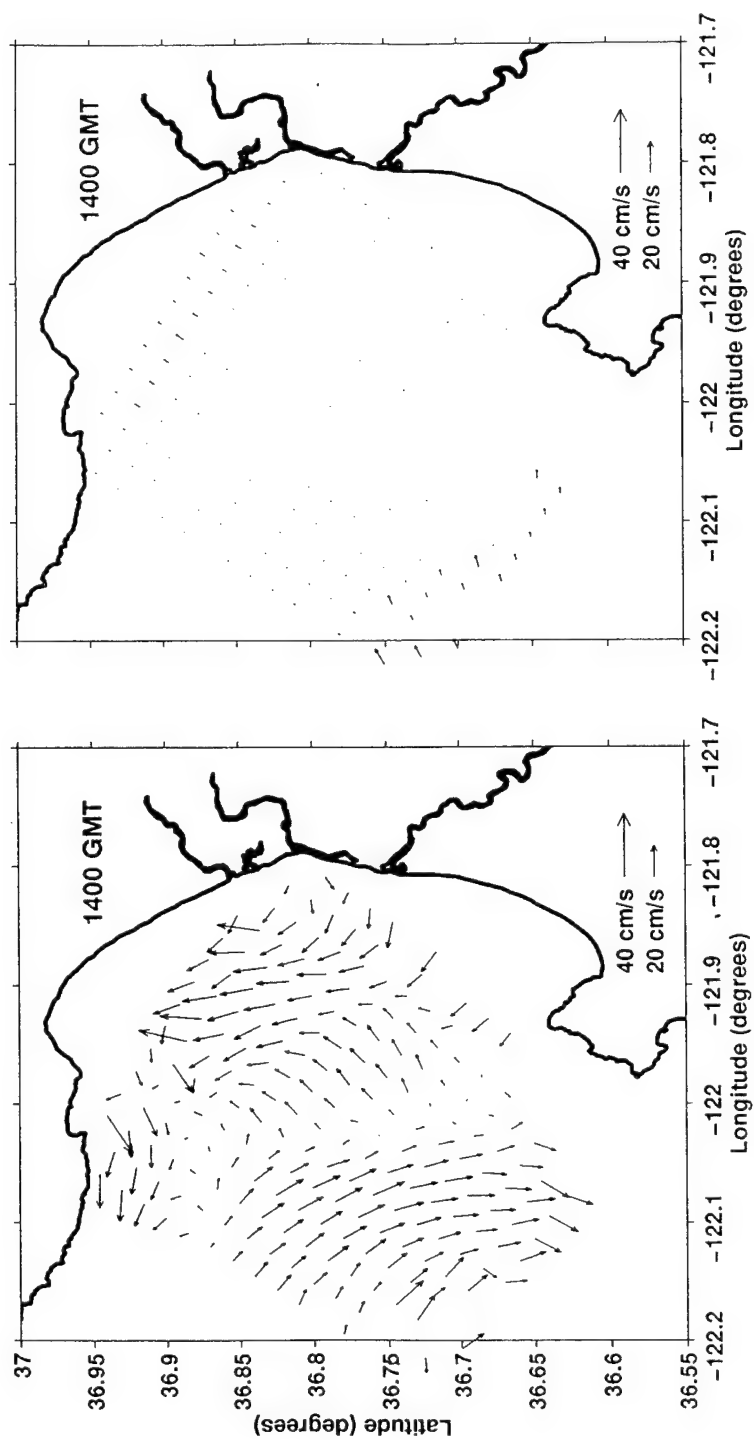 1400 GMT
40 cm/s
20 cm/s
37
36.95
36.9
36.85
36.8
36.75
36.7
36.65
36.6
36.55
Latitude (degrees)
-122.2
-122.1
-122
-121.9
-121.8
-121.7
Longitude (degrees)
1400 GMT
40 cm/s
20 cm/s
-122.2
-122.1
-122
-121.9
-121.8
-121.7
Longitude (degrees)